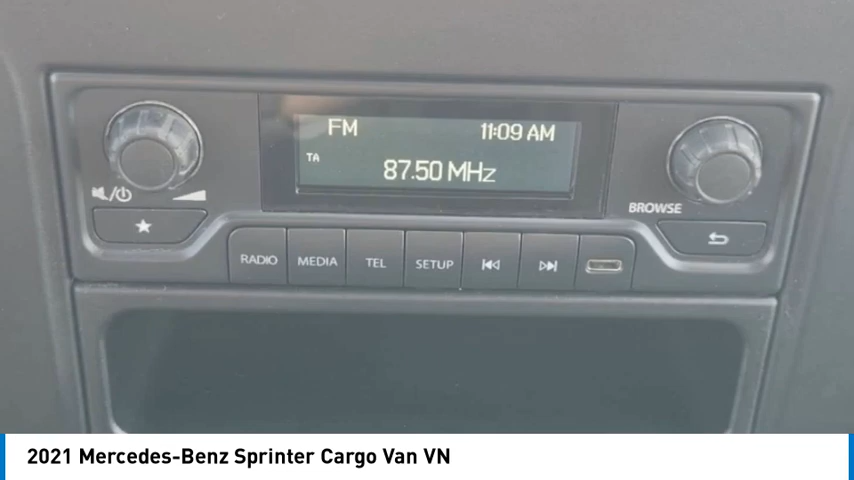 FM 11:09 AM
TA
87.50 MHz
BROWSE
RADIO MEDIA TEL SETUP
2021 Mercedes-Benz Sprinter Cargo Van VN